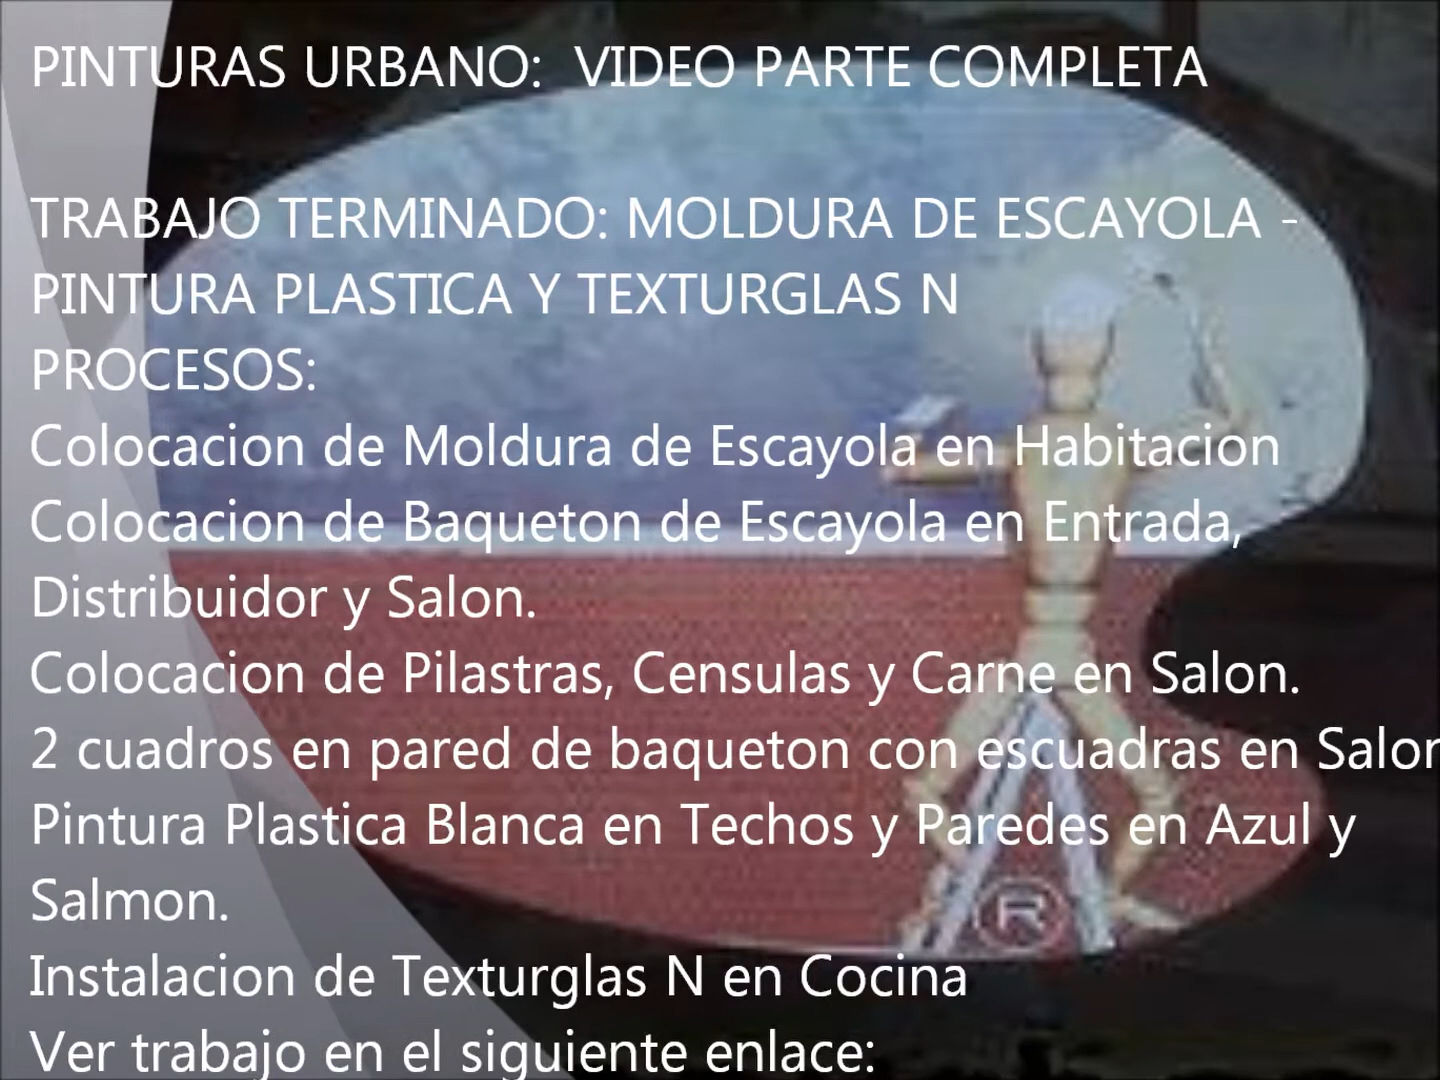 PINTURAS URBANO:  VIDEO PARTE COMPLETA
TRABAJO TERMINADO: MOLDURA DE ESCAYOLA -
PINTURA PLASTICA Y TEXTURGLAS N
PROCESOS:
Colocacion de Moldura de Escayola en Habitacion
Colocacion de Baqueton de Escayola en Entrada,
Distribuidor y Salon.
Colocacion de Pilastras, Censulas y Carne en Salon.
2 cuadros en pared de baqueton con escuadras en Salon
Pintura Plastica Blanca en Techos y Paredes en Azul y
Salmon.
Instalacion de Texturglas N en Cocina
Ver trabajo en el siguiente enlace:
R